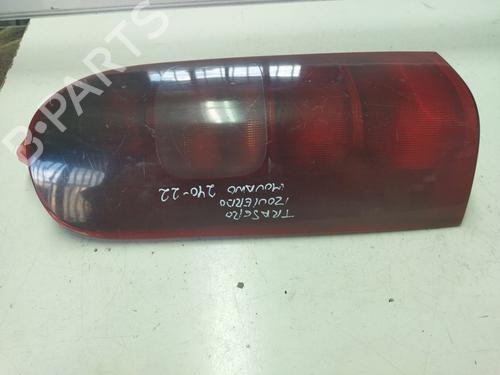 B-PARTS
TRASERO
IZQUIERDO
MOVANO 240-22